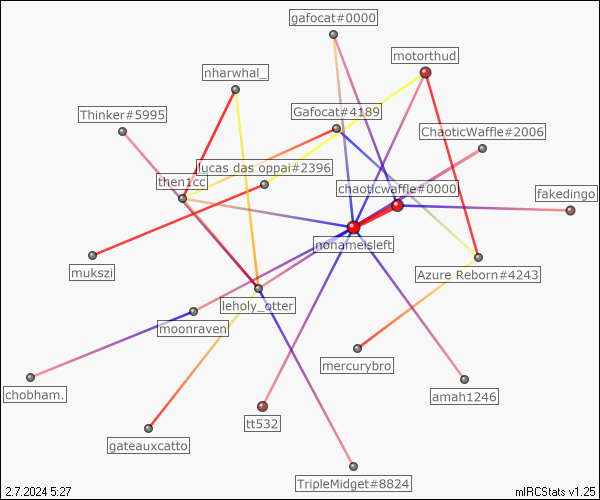 gafocat#0000
motorthud
nharwhal_
Thinker#5995
Gafocat#4189
ChaoticWaffle#2006
lucas das oppai#2396
then1cc
chaoticwaffle#0000
fakedingo
nonameisleft
mukszi
Azure Reborn#4243
leholy_otter
moonraven
mercurybro
chobham.
amah1246
tt532
gateauxcatto
TripleMidget#8824
2.7.2024 5:27
mIRCStats v1.25